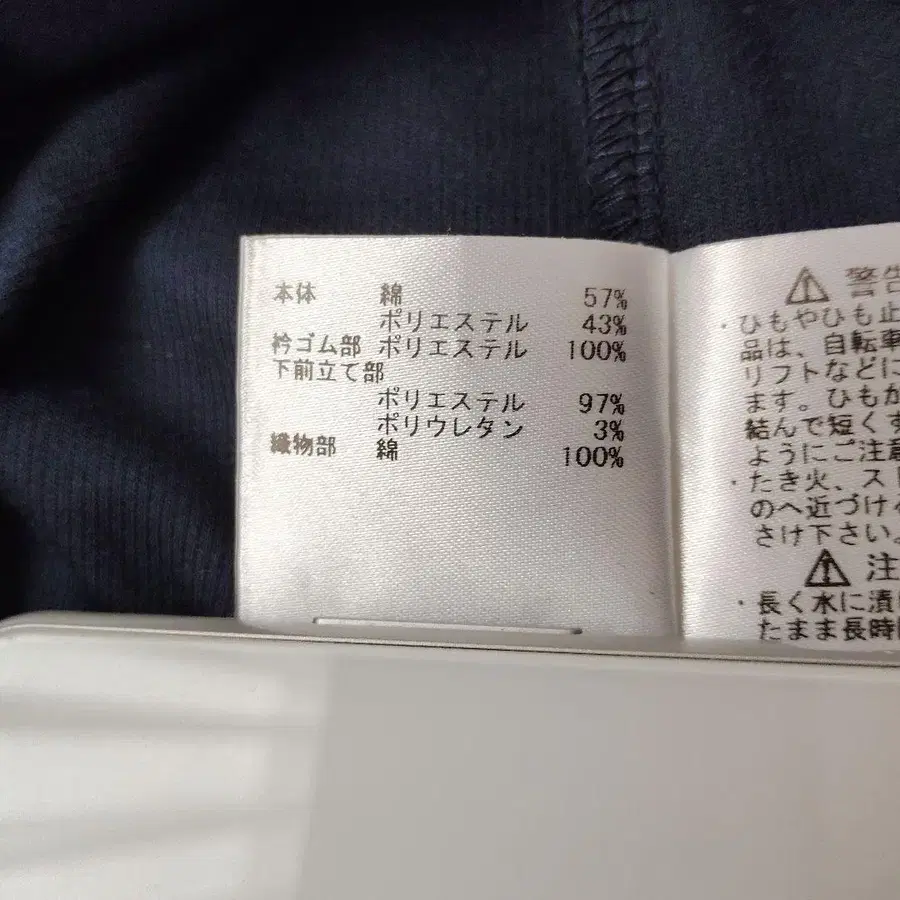 本体 綿 57%
ポリエステル 43%
衿ゴム部 ポリエステル 100%
下前立て部
ポリエステル 97%
ポリウレタン 3%
織物部 綿 100%
⚠ 警告
・ひもやひも止
品は、自転車
リフトなどに
ます。ひもが
結んで短くす
ようにご注意
・たき火、スト
のへ近づける
さけ下さい。
⚠ 注
・長く水に漬け
たまま長時間